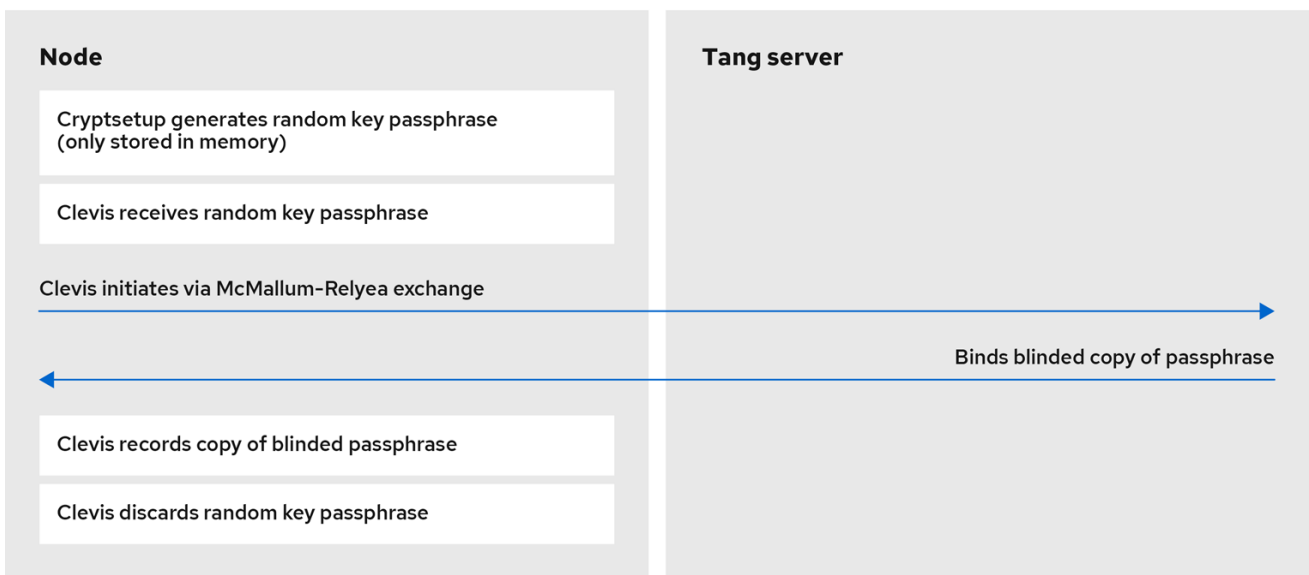 Node
Cryptsetup generates random key passphrase
(only stored in memory)
Clevis receives random key passphrase
Clevis initiates via McMallum-Relyea exchange
Tang server
Binds blinded copy of passphrase
Clevis records copy of blinded passphrase
Clevis discards random key passphrase